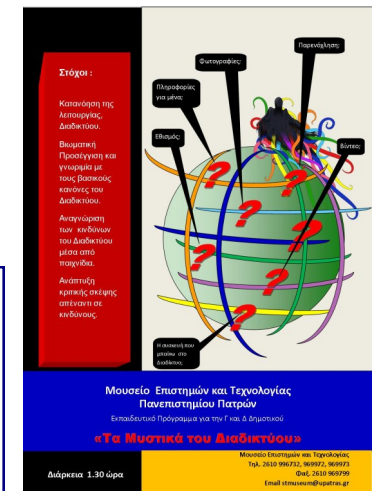 Στόχοι :
Κατανόηση της
λειτουργίας,
Διαδικτύου.
Βιωματική
Προσέγγιση και
γνωριμία με
τους βασικούς
κανόνες του
Διαδικτύου.
Αναγνώριση
των κινδύνων
του Διαδικτύου
μέσα από
παιχνίδια.
Ανάπτυξη
κριτικής σκέψης
απέναντι σε
κινδύνους.
Παρενόχληση;
Φωτογραφίες;
Πληροφορίες
για μένα;
Εθισμός;
Βίντεο;
? ? ? ? ?
Η συσκευή που
μπαίνω στο
Διαδίκτυο;
Μουσείο Επιστημών και Τεχνολογίας
Πανεπιστημίου Πατρών
Εκπαιδευτικό Πρόγραμμα για την Γ και Δ Δημοτικού
«Τα Μυστικά του Διαδικτύου»
Διάρκεια 1.30 ώρα
Μουσείο Επιστημών και Τεχνολογίας
Τηλ. 2610 996732, 969972, 969973
Φαξ. 2610 969799
Email stmuseum@upatras.gr